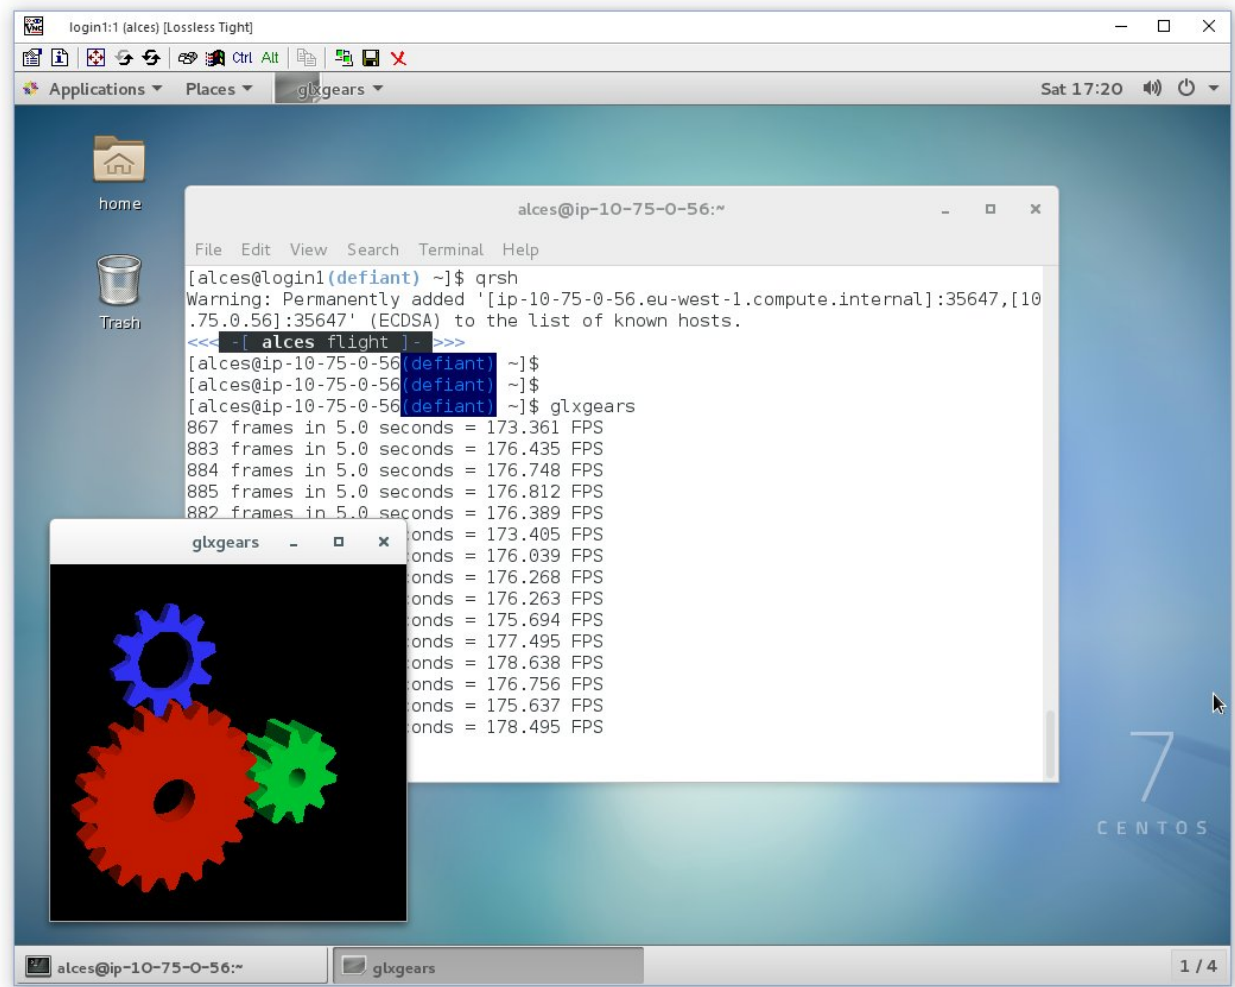 login1:1 (alces) [Lossless Tight]
Ctrl Alt
Applications Places glxgears Sat 17:20
home
Trash
alces@ip-10-75-0-56:~
File Edit View Search Terminal Help
[alces@login1(defiant) ~]$ qrsh
Warning: Permanently added '[ip-10-75-0-56.eu-west-1.compute.internal]:35647,[10
.75.0.56]:35647' (ECDSA) to the list of known hosts.
<<< -[ alces flight ]- >>>
[alces@ip-10-75-0-56(defiant) ~]$
[alces@ip-10-75-0-56(defiant) ~]$
[alces@ip-10-75-0-56(defiant) ~]$ glxgears
867 frames in 5.0 seconds = 173.361 FPS
883 frames in 5.0 seconds = 176.435 FPS
884 frames in 5.0 seconds = 176.748 FPS
885 frames in 5.0 seconds = 176.812 FPS
882 frames in 5.0 seconds = 176.389 FPS
onds = 173.405 FPS
onds = 176.039 FPS
onds = 176.268 FPS
onds = 176.263 FPS
onds = 175.694 FPS
onds = 177.495 FPS
onds = 178.638 FPS
onds = 176.756 FPS
onds = 175.637 FPS
onds = 178.495 FPS
glxgears
7
CENTOS
alces@ip-10-75-0-56:~
glxgears
1 / 4